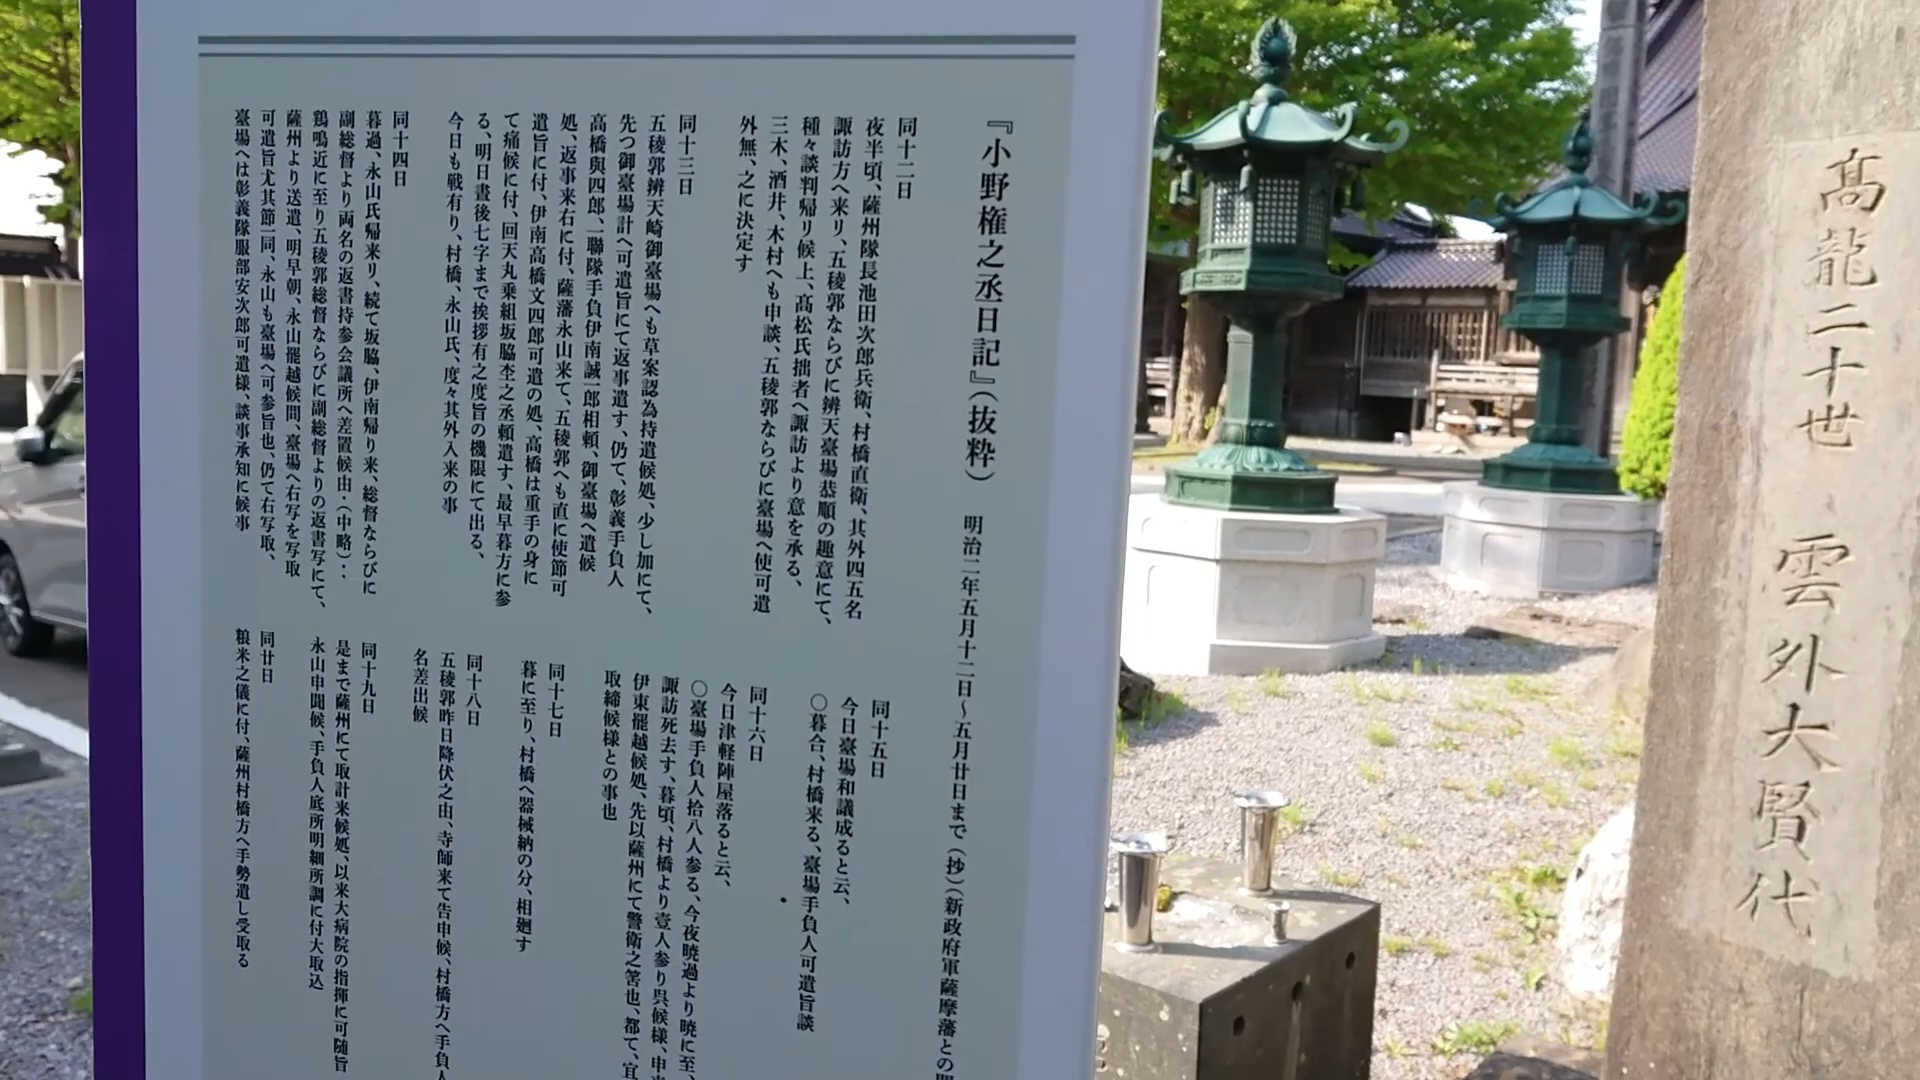 『小野権之丞日記』（抜粋）　明治二年五月十二日～五月廿日まで（抄）（新政府軍薩摩藩との
同十二日
夜半頃、薩州隊長池田次郎兵衛、村橋直衛、其外四五名
諏訪方へ来リ、五稜郭ならびに辨天臺場恭順の趣意にて、
種々談判帰リ候上、高松氏拙者へ諏訪より意を承る、
三木、酒井、木村へも申談、五稜郭ならびに臺場へ使可遣
外無、之に決定す
同十三日
五稜郭辨天崎御臺場へも草案認為持遣候処、少し加にて、
先つ御臺場計へ可遣旨にて返事遣す、仍て、彰義手負人
高橋與四郎、一聯隊手負伊南誠一郎相頼、御臺場へ遣候
処、返事来右に付、薩藩永山来て、五稜郭へも直に使節可
遣旨に付、伊南高橋文四郎可遣の処、高橋は重手の身に
て痛候に付、回天丸乗組坂脇杢之丞頼遣す、最早暮方に参
る、明日晝後七字まで挨拶有之度旨の機限にて出る、
今日も戦有り、村橋、永山氏、度々其外入来の事
同十四日
暮過、永山氏帰来リ、続て坂脇、伊南帰り来、総督ならびに
副総督より両名の返書持参会議所へ差置候由・（中略）・・
鶏鳴近に至り五稜郭総督ならびに副総督よりの返書写にて、
薩州より送遣、明早朝、永山罷越候間、臺場へ右写を写取
可遣旨尤其節一同、永山も臺場へ可参旨也、仍て右写取、
臺場へは彰義隊服部安次郎可遣様、談事承知に候事
同十五日
今日臺場和議成ると云、
○暮合、村橋来る、臺場手負人可遣旨談
同十六日
今日津軽陣屋落ると云、
○臺場手負人拾八人参る、今夜暁過より暁に至、
諏訪死去す、暮頃、村橋より壹人参り呉候様、申
伊東罷越候処、先以薩州にて警衛之筈也、都て、宜
取締候様との事也
同十七日
暮に至り、村橋へ器械納の分、相廻す
同十八日
五稜郭昨日降伏之由、寺師来て告申候、村橋方へ手負人
名差出候
同十九日
是まで薩州にて取計来候処、以来大病院の指揮に可随旨
永山申聞候、手負人底所明細所調に付大取込
同廿日
粮米之儀に付、薩州村橋方へ手勢遣し受取る
髙龍二十世　雲外大賢代